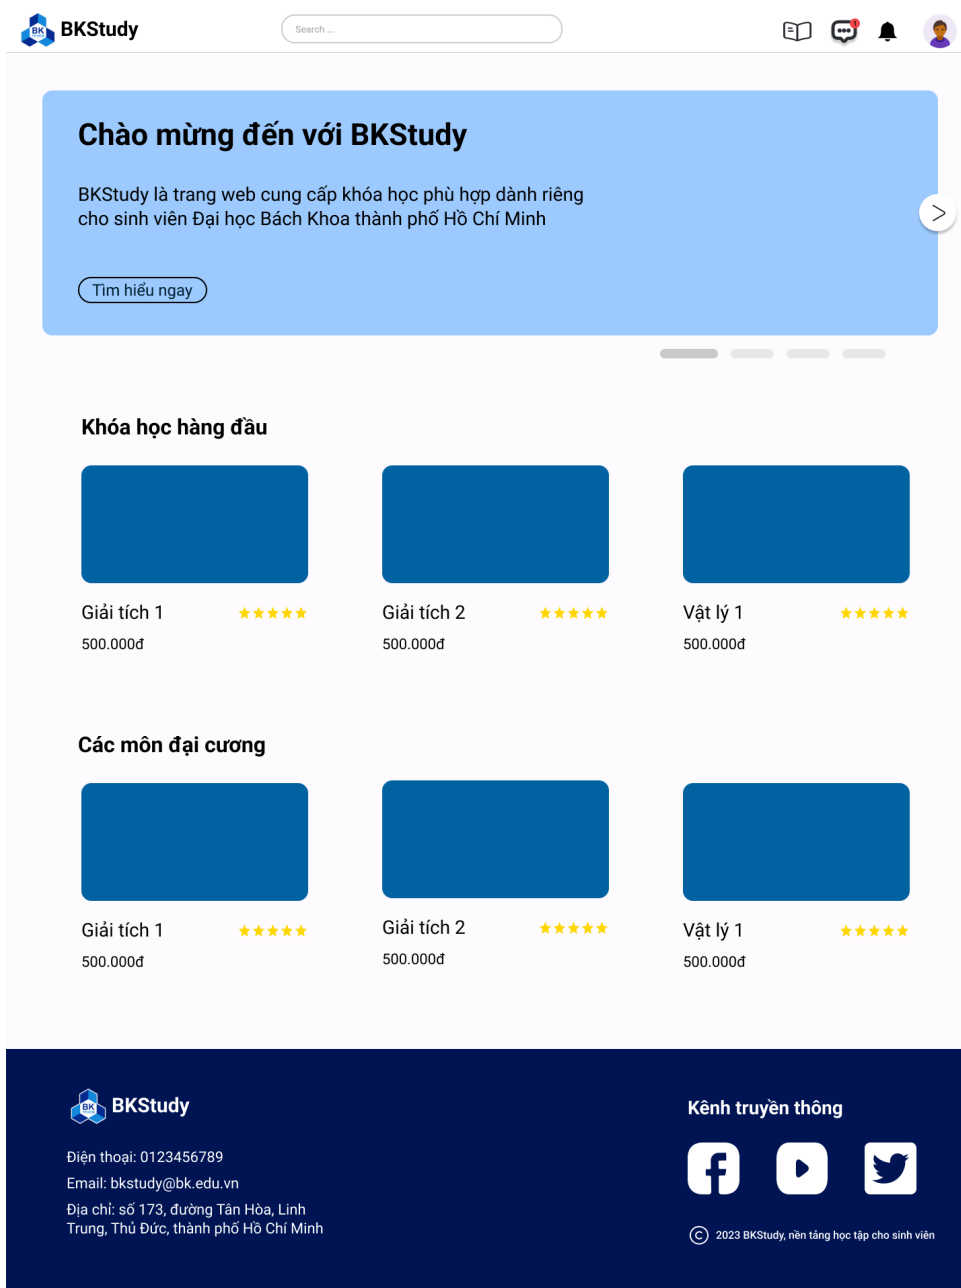 BK
BKStudy
Search ...
1
Chào mừng đến với BKStudy
BKStudy là trang web cung cấp khóa học phù hợp dành riêng
cho sinh viên Đại học Bách Khoa thành phố Hồ Chí Minh
>
Tìm hiểu ngay
Khóa học hàng đầu
Giải tích 1
500.000đ
Giải tích 2
500.000đ
Vật lý 1
500.000đ
Các môn đại cương
Giải tích 1
500.000đ
Giải tích 2
500.000đ
Vật lý 1
500.000đ
BK
BKStudy
Điện thoại: 0123456789
Email: bkstudy@bk.edu.vn
Địa chỉ: số 173, đường Tân Hòa, Linh
Trung, Thủ Đức, thành phố Hồ Chí Minh
Kênh truyền thông
© 2023 BKStudy, nền tảng học tập cho sinh viên